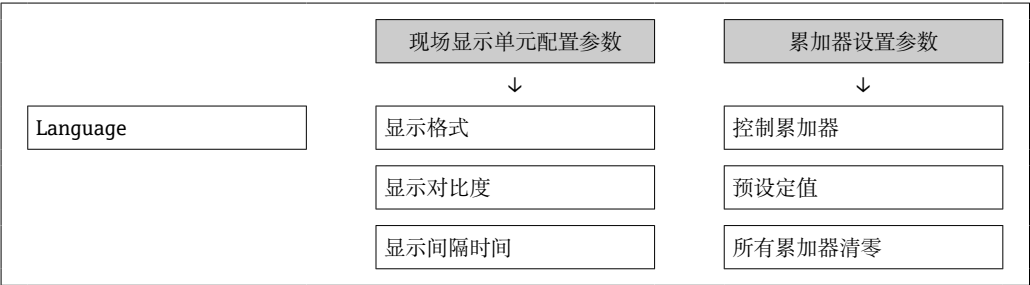 现场显示单元配置参数
累加器设置参数
↓
↓
Language
显示格式
控制累加器
显示对比度
预设定值
显示间隔时间
所有累加器清零